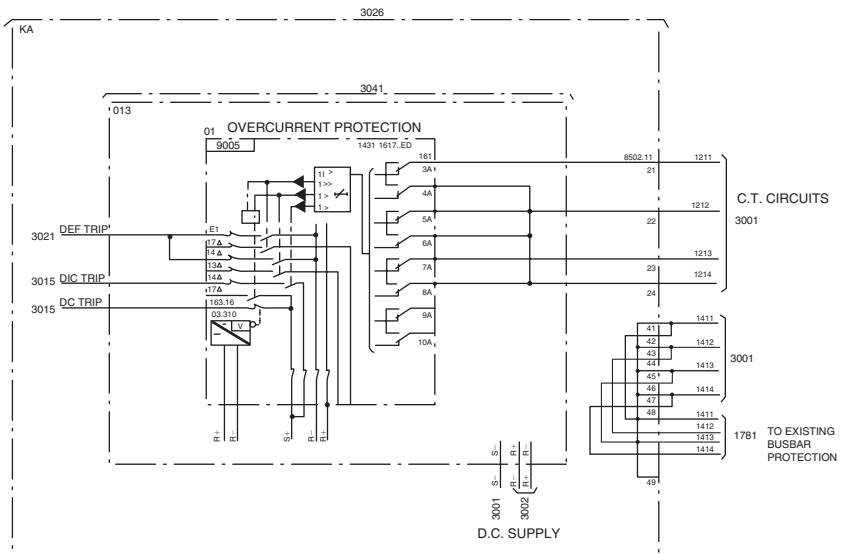 3026
KA
3041
013
01 OVERCURRENT PROTECTION
9005
1431 1617..ED
161
3A
8502.11
21
1211
1I >
1 >>
1 >
1 >
4A
C.T. CIRCUITS
3001
5A
1212
22
6A
3021 DEF TRIP
E1
17Δ
14Δ
13Δ
7A
1213
23
3015 DIC TRIP
14Δ
17Δ
8A
1214
24
3015 DC TRIP
163.16
03.310
V
9A
10A
1411
41
42
1412
43
44
1413
45
46
1414
47
48
3001
1411
1412
1413
1414
49
1781
TO EXISTING
BUSBAR
PROTECTION
R+
R−
S+
R−
R+
S−
R+
R−
S−
R−
R+
3001
3002
D.C. SUPPLY